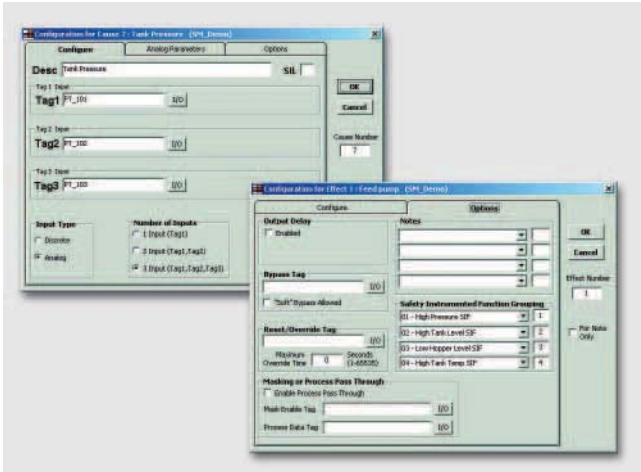 Configuration for Cause 7 : Tank Pressure (SM_Demo)
Configure
Analog Parameters
Options
Desc
Tank Pressure
SIL
OK
Cancel
Cause Number
7
Tag1 Input
Tag1
PT_101
I/O
Tag2 Input
Tag2
PT_102
I/O
Tag3 Input
Tag3
PT_103
I/O
Input Type
Discrete
Analog
Number of Inputs
1 Input (Tag1)
2 Input (Tag1,Tag2)
3 Input (Tag1,Tag2,Tag3)
Configuration for Effect 1 : Feed pump (SM_Demo)
Configure
Options
Output Delay
Enabled
Notes
OK
Cancel
Effect Number
1
For Note
Only
Bypass Tag
I/O
"Soft" Bypass Allowed
Safety Instrumented Function Grouping
01 - High Pressure SIF
1
02 - High Tank Level SIF
2
03 - Low Hopper Level SIF
3
04 - High Tank Temp SIF
4
Reset/Override Tag
I/O
Maximum
Override Time
0
Seconds
(1-65535)
Masking or Process Pass Through
Enable Process Pass Through
Mask Enable Tag
I/O
Process Data Tag
I/O